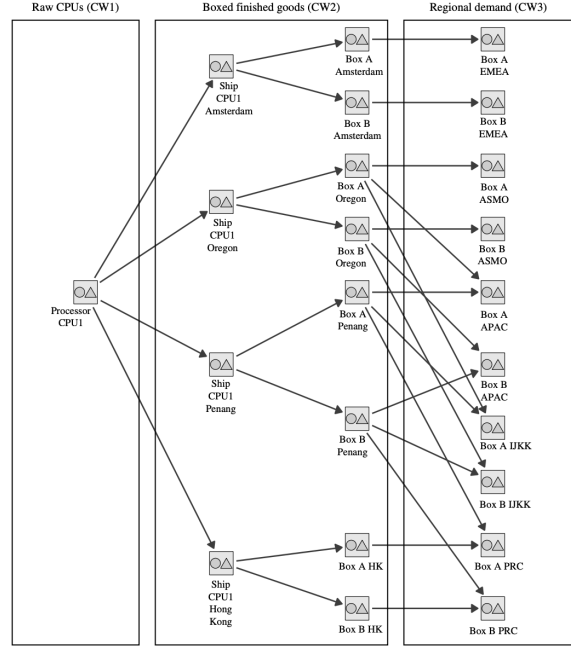 Raw CPUs (CW1)
Boxed finished goods (CW2)
Regional demand (CW3)
Processor
CPU1
Ship
CPU1
Amsterdam
Ship
CPU1
Oregon
Ship
CPU1
Penang
Ship
CPU1
Hong
Kong
Box A
Amsterdam
Box B
Amsterdam
Box A
Oregon
Box B
Oregon
Box A
Penang
Box B
Penang
Box A HK
Box B HK
Box A
EMEA
Box B
EMEA
Box A
ASMO
Box B
ASMO
Box A
APAC
Box B
APAC
Box A IJKK
Box B IJKK
Box A PRC
Box B PRC